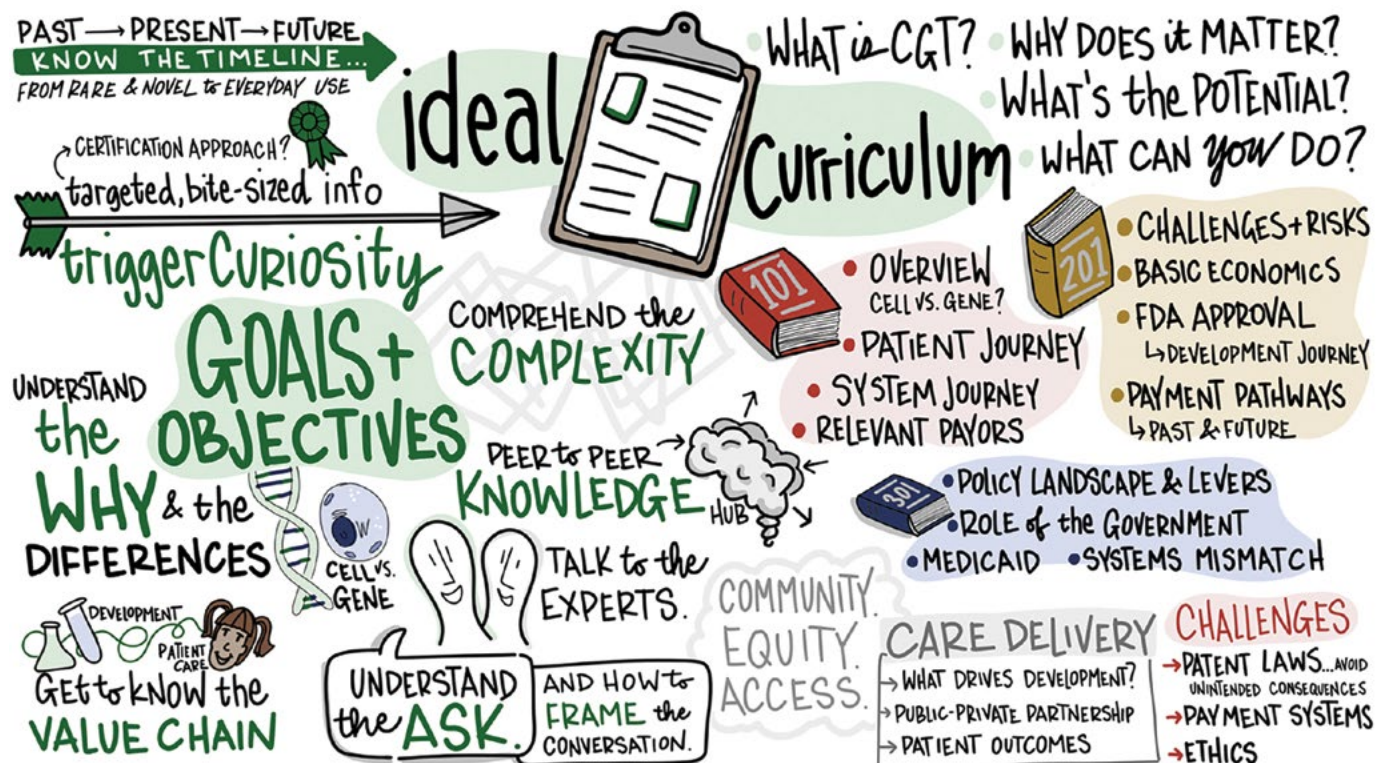 PAST → PRESENT → FUTURE
KNOW THE TIMELINE...
FROM RARE & NOVEL to EVERYDAY USE
CERTIFICATION APPROACH?
targeted, bite-sized info
trigger Curiosity
ideal
Curriculum
WHAT is CGT?
WHY DOES it MATTER?
WHAT'S the POTENTIAL?
WHAT CAN YOU DO?
GOALS +
OBJECTIVES
UNDERSTAND
the
WHY & the
DIFFERENCES
CELL VS.
GENE
DEVELOPMENT
PATIENT
CARE
GET to KNOW the
VALUE CHAIN
COMPREHEND the
COMPLEXITY
PEER to PEER
KNOWLEDGE
HUB
TALK to the
EXPERTS.
UNDERSTAND
the ASK.
AND HOW to
FRAME the
CONVERSATION.
101
• OVERVIEW
CELL VS. GENE?
• PATIENT JOURNEY
• SYSTEM JOURNEY
• RELEVANT PAYORS
201
• CHALLENGES + RISKS
• BASIC ECONOMICS
• FDA APPROVAL
↳ DEVELOPMENT JOURNEY
• PAYMENT PATHWAYS
↳ PAST & FUTURE
301
• POLICY LANDSCAPE & LEVERS
• ROLE of the GOVERNMENT
• MEDICAID • SYSTEMS MISMATCH
COMMUNITY.
EQUITY.
ACCESS.
CARE DELIVERY
→ WHAT DRIVES DEVELOPMENT?
→ PUBLIC-PRIVATE PARTNERSHIP
→ PATIENT OUTCOMES
CHALLENGES
→ PATENT LAWS...AVOID
UNINTENDED CONSEQUENCES
→ PAYMENT SYSTEMS
→ ETHICS